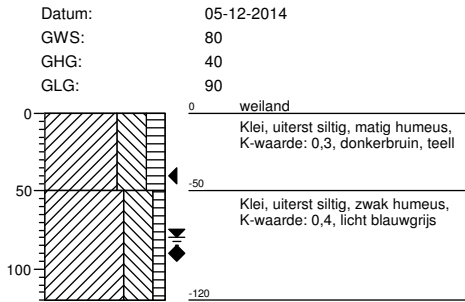 Datum: 05-12-2014
GWS: 80
GHG: 40
GLG: 90
0 0 weiland
Klei, uiterst siltig, matig humeus,
K-waarde: 0,3, donkerbruin, teell
50 -50
Klei, uiterst siltig, zwak humeus,
K-waarde: 0,4, licht blauwgrijs
100
-120